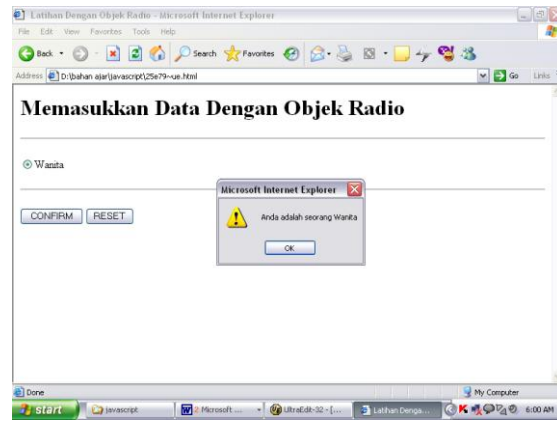 Latihan Dengan Objek Radio - Microsoft Internet Explorer
File Edit View Favorites Tools Help
Back Search Favorites
Address D:\bahan ajar\javascript\25e79~ue.html Go Links
Memasukkan Data Dengan Objek Radio
Wanita
Microsoft Internet Explorer
Anda adalah seorang Wanita
OK
CONFIRM RESET
Done My Computer
start javascript 2 Microsoft ... UltraEdit-32 - [... Latihan Denga... 6:00 AM